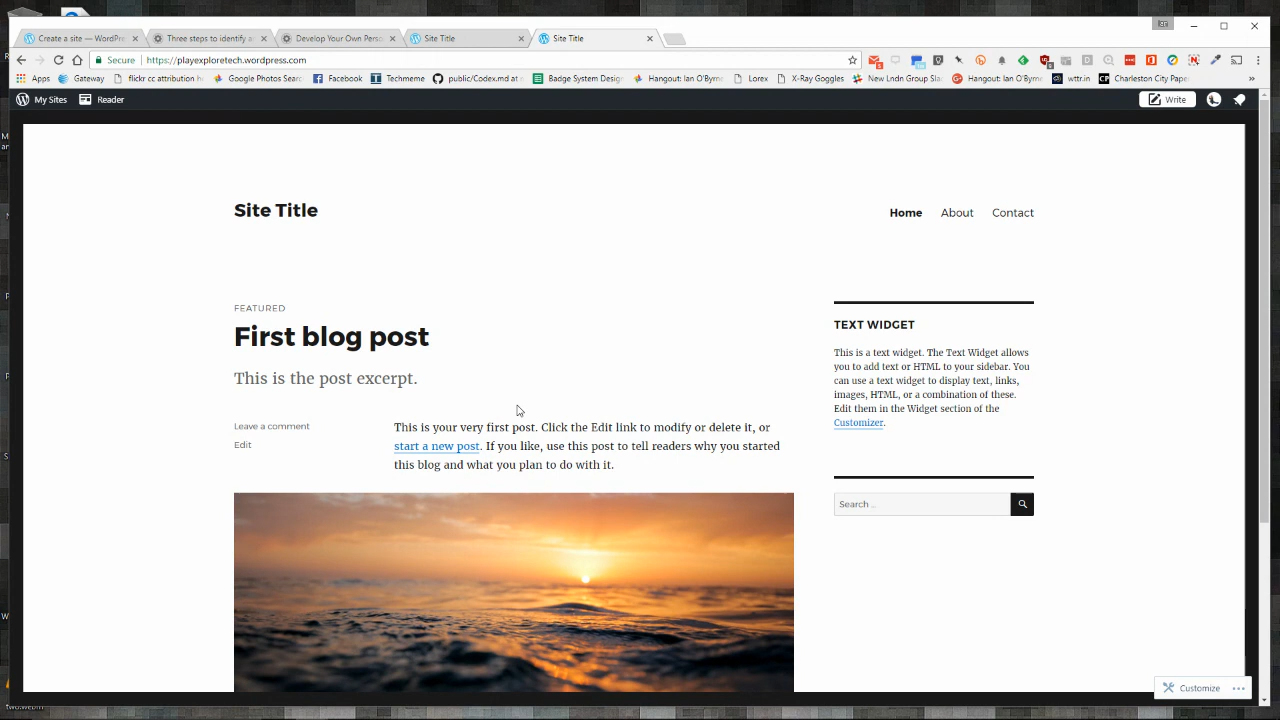 Create a site — WordPre
Three steps to identify a
Develop Your Own Perso
Site Title
Site Title
Secure
https://playexploretech.wordpress.com
Apps
Gateway
flickr cc attribution h
Google Photos Searc
Facebook
Techmeme
public/Codex.md at
Badge System Design
Hangout: Ian O'Byrn
Lorex
X-Ray Goggles
New Lndn Group Sla
Hangout: Ian O'Byrn
wttr.in
Charleston City Pape
My Sites
Reader
Write
Site Title
Home
About
Contact
FEATURED
First blog post
This is the post excerpt.
Leave a comment
Edit
This is your very first post. Click the Edit link to modify or delete it, or
start a new post. If you like, use this post to tell readers why you started
this blog and what you plan to do with it.
TEXT WIDGET
This is a text widget. The Text Widget allows
you to add text or HTML to your sidebar. You
can use a text widget to display text, links,
images, HTML, or a combination of these.
Edit them in the Widget section of the
Customizer.
Search …
Customize